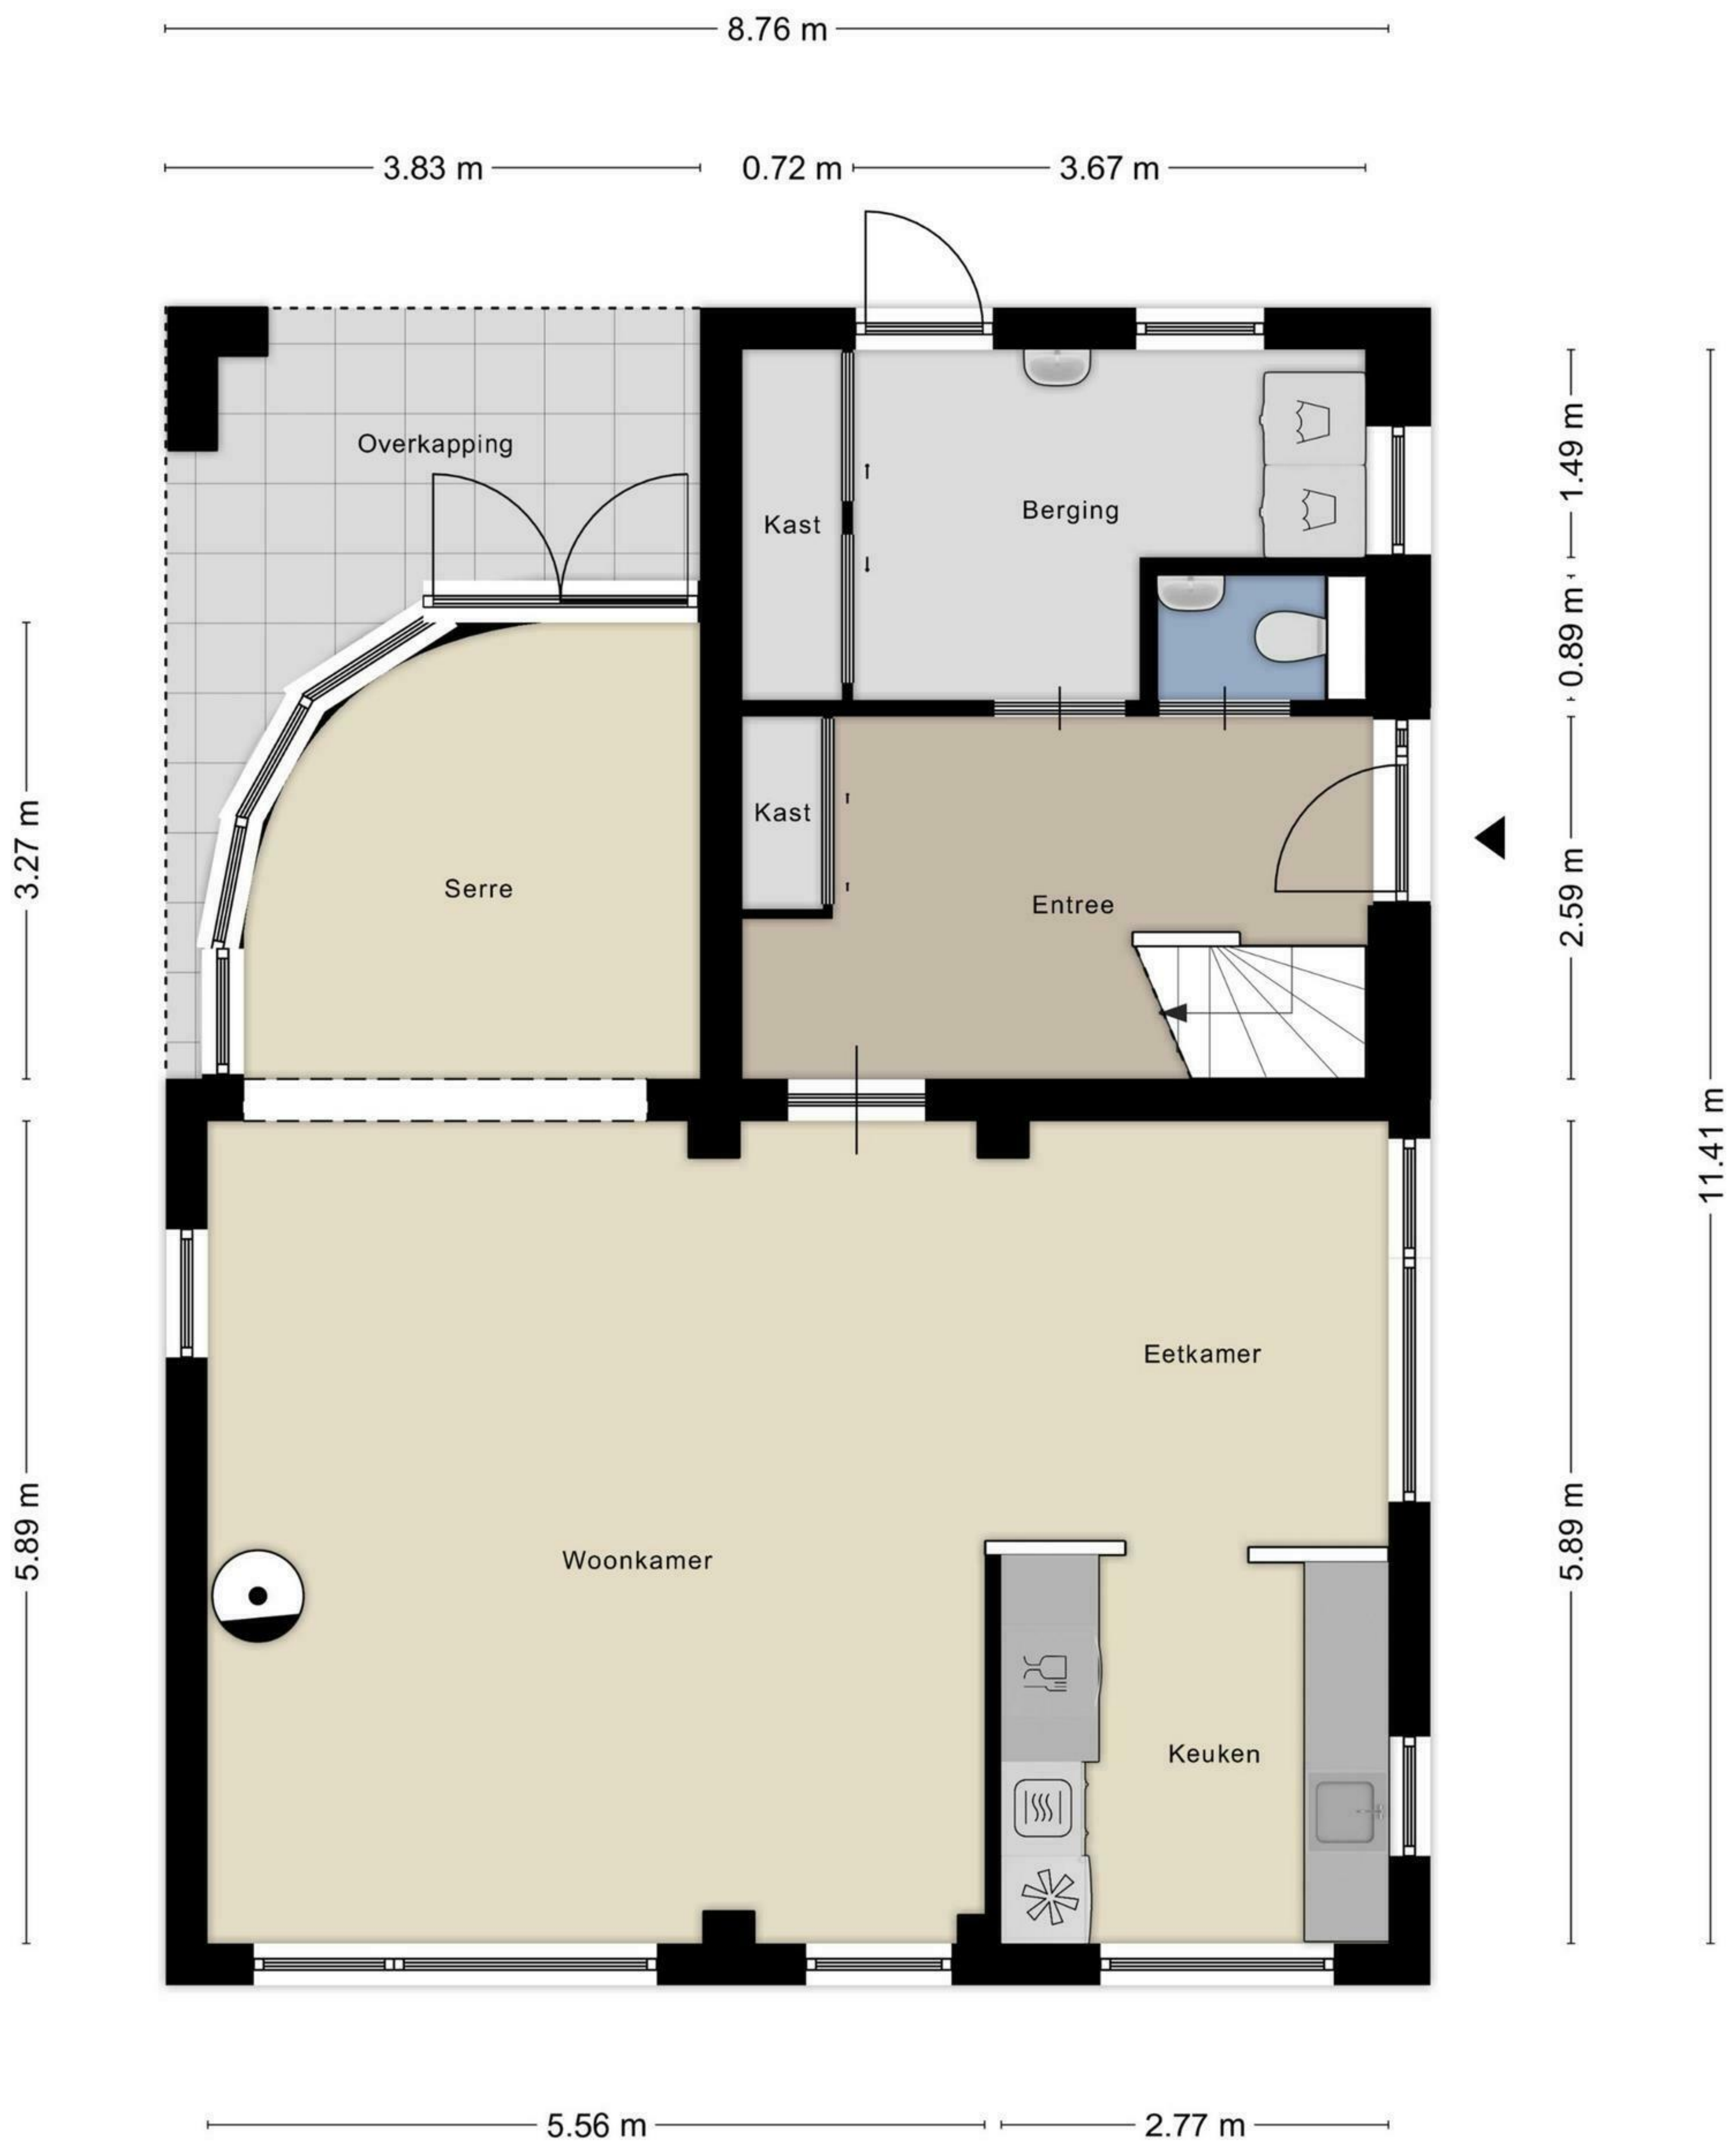 8.76 m
3.83 m
0.72 m
3.67 m
Overkapping
Kast
Berging
1.49 m
0.89 m
Kast
Entree
Serre
3.27 m
2.59 m
11.41 m
Eetkamer
Woonkamer
Keuken
5.89 m
5.89 m
5.56 m
2.77 m